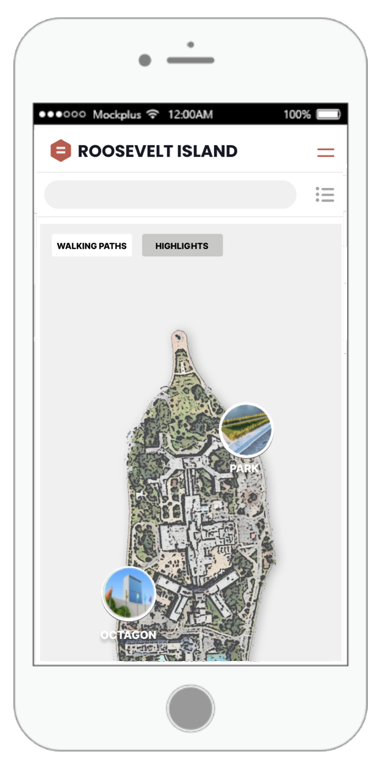 Mockplus 12:00AM 100%
ROOSEVELT ISLAND
WALKING PATHS HIGHLIGHTS
PARK
OCTAGON